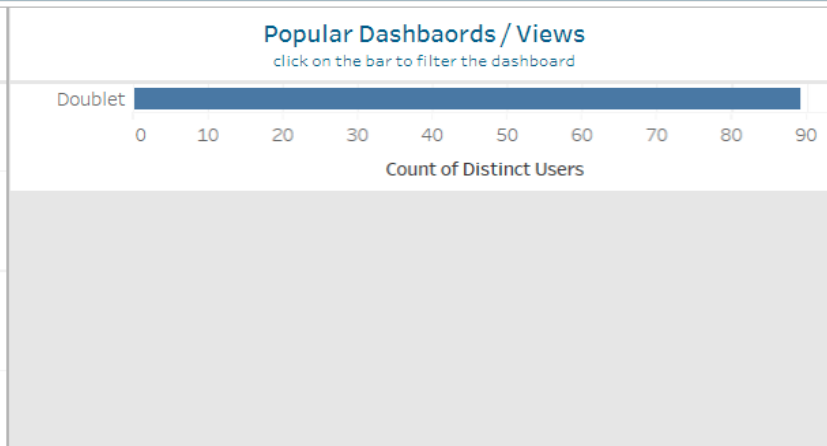 Popular Dashbaords / Views
click on the bar to filter the dashboard
Doublet
0 10 20 30 40 50 60 70 80 90
Count of Distinct Users